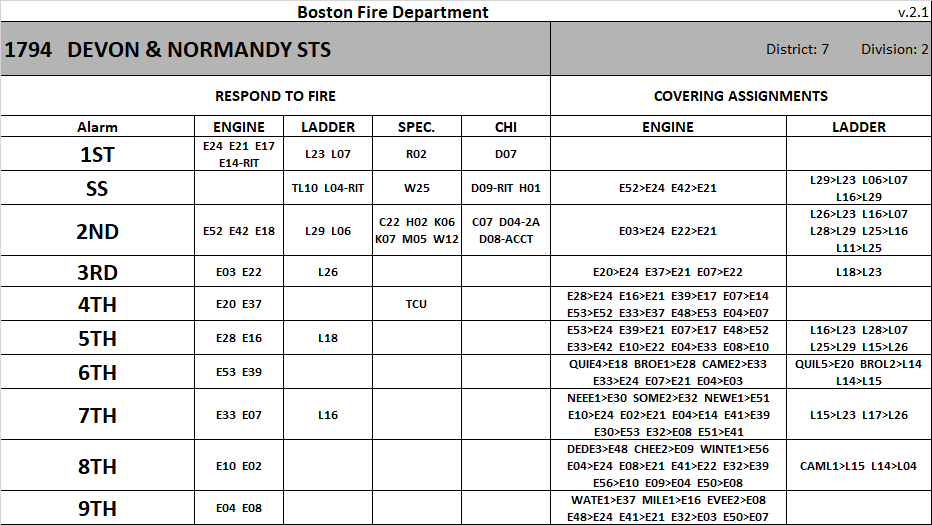 Boston Fire Department v.2.1
1794 DEVON & NORMANDY STS District: 7 Division: 2
RESPOND TO FIRE COVERING ASSIGNMENTS
Alarm ENGINE LADDER SPEC. CHI ENGINE LADDER
1ST E24 E21 E17 L23 L07 R02 D07
E14-RIT
SS TL10 L04-RIT W25 D09-RIT H01 E52>E24 E42>E21 L29>L23 L06>L07
L16>L29
2ND E52 E42 E18 L29 L06 C22 H02 K06 C07 D04-2A E03>E24 E22>E21 L26>L23 L16>L07
K07 M05 W12 D08-ACCT L28>L29 L25>L16
L11>L25
3RD E03 E22 L26 E20>E24 E37>E21 E07>E22 L18>L23
4TH E20 E37 TCU E28>E24 E16>E21 E39>E17 E07>E14
E53>E52 E33>E37 E48>E53 E04>E07
5TH E28 E16 L18 E53>E24 E39>E21 E07>E17 E48>E52 L16>L23 L28>L07
E33>E42 E10>E22 E04>E33 E08>E10 L25>L29 L15>L26
6TH E53 E39 QUIE4>E18 BROE1>E28 CAME2>E33 QUIL5>E20 BROL2>L14
E33>E24 E07>E21 E04>E03 L14>L15
7TH E33 E07 L16 NEEE1>E30 SOME2>E32 NEWE1>E51 L15>L23 L17>L26
E10>E24 E02>E21 E04>E14 E41>E39
E30>E53 E32>E08 E51>E41
8TH E10 E02 DEDE3>E48 CHEE2>E09 WINTE1>E56 CAML1>L15 L14>L04
E04>E24 E08>E21 E41>E22 E32>E39
E56>E10 E09>E04 E50>E08
9TH E04 E08 WATE1>E37 MILE1>E16 EVEE2>E08
E48>E24 E41>E21 E32>E03 E50>E07